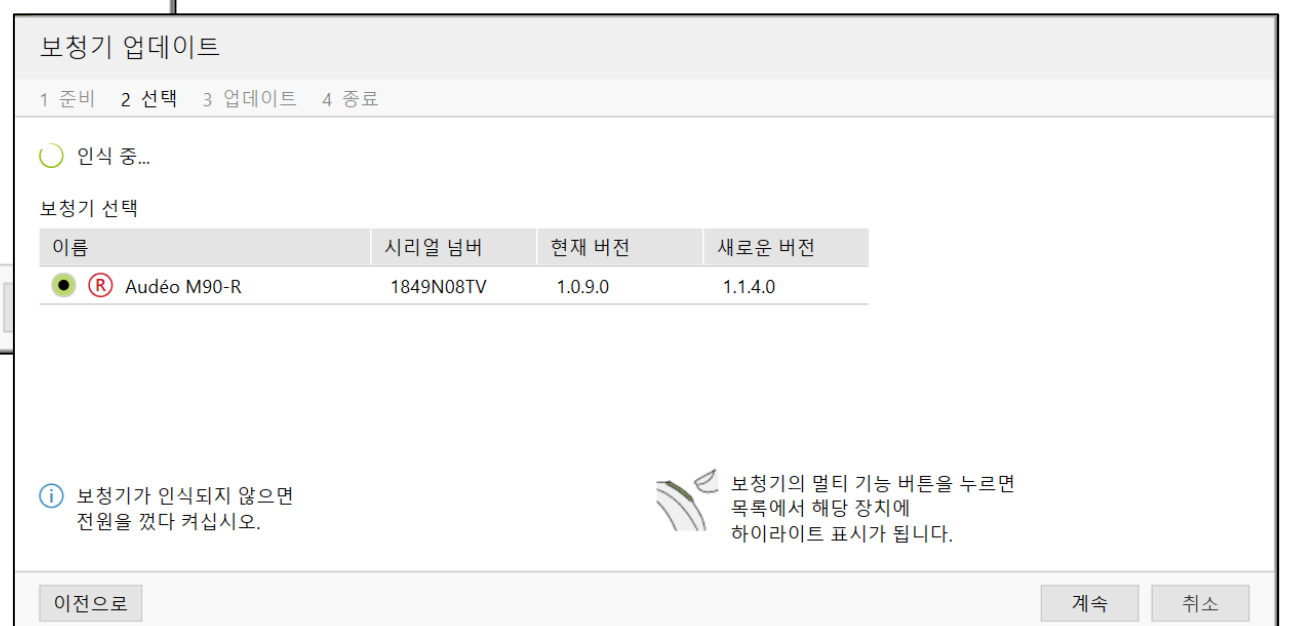 보청기 업데이트
1 준비 2 선택 3 업데이트 4 종료
인식 중...
보청기 선택
이름 시리얼 넘버 현재 버전 새로운 버전
R Audéo M90-R 1849N08TV 1.0.9.0 1.1.4.0
보청기가 인식되지 않으면
전원을 껐다 켜십시오.
보청기의 멀티 기능 버튼을 누르면
목록에서 해당 장치에
하이라이트 표시가 됩니다.
이전으로 계속 취소